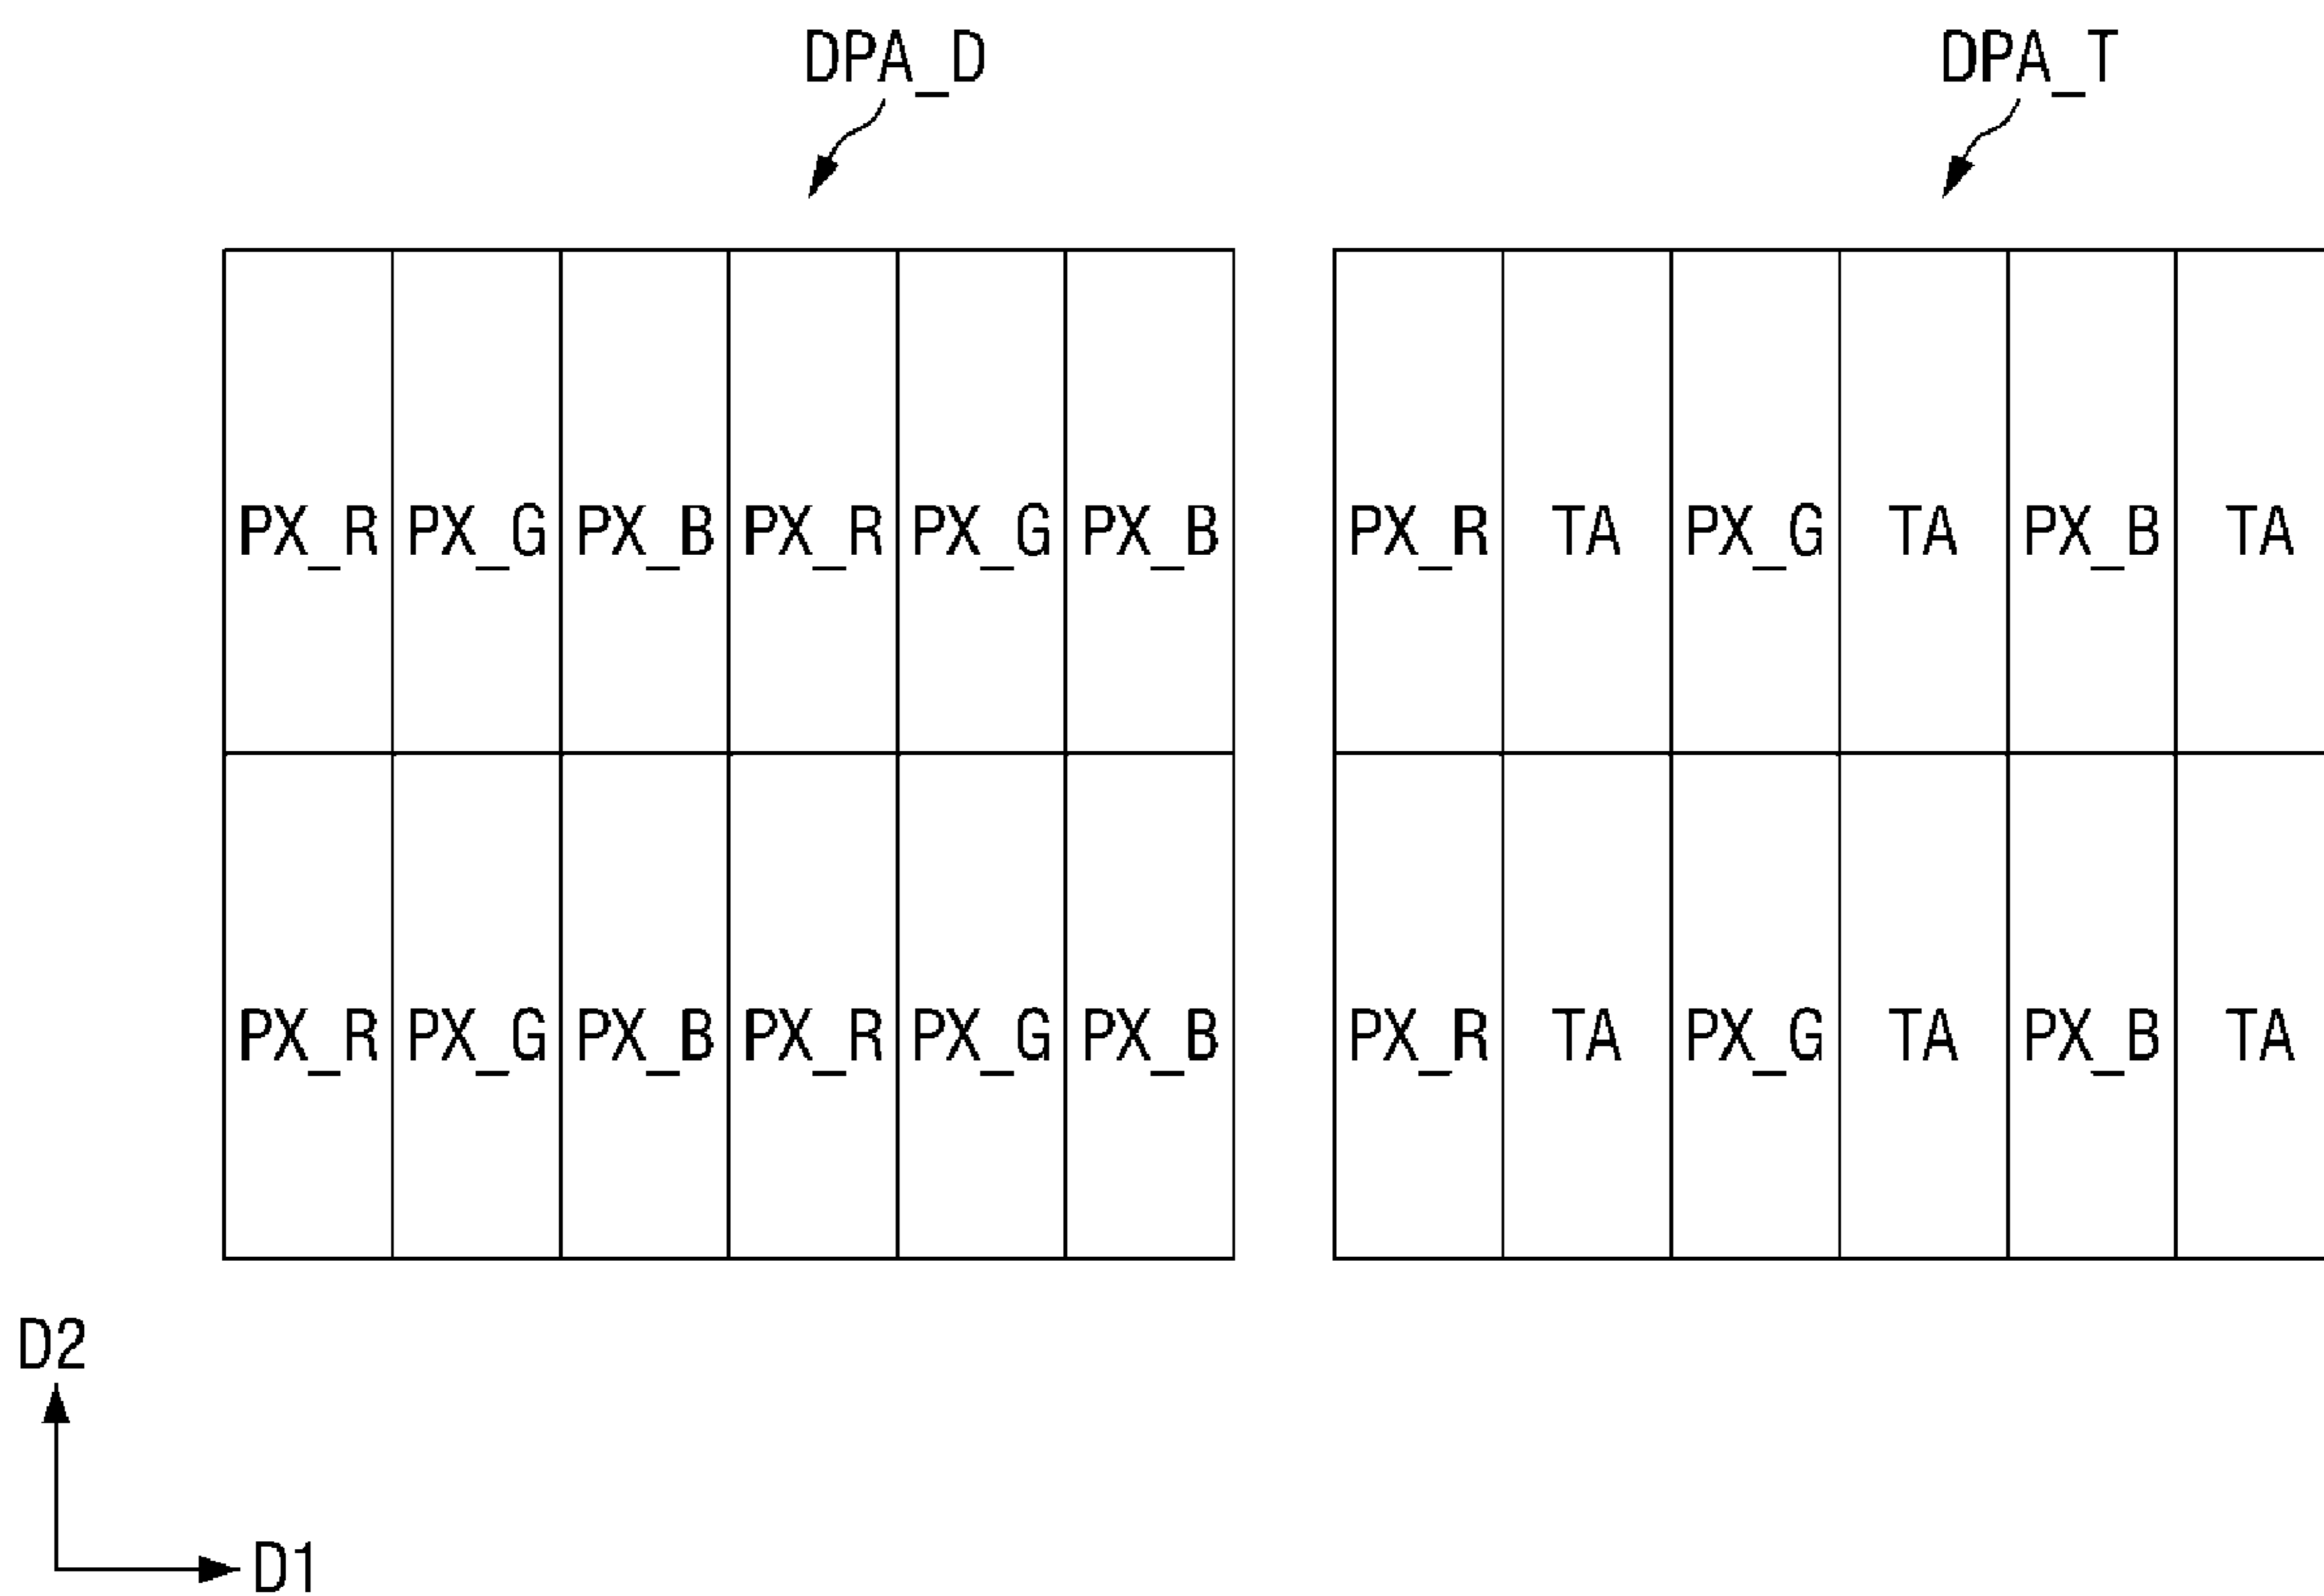 DPA_D DPA_T
PX_R PX_G PX_B PX_R PX_G PX_B PX_R TA PX_G TA PX_B TA
PX_R PX_G PX_B PX_R PX_G PX_B PX_R TA PX_G TA PX_B TA
D2
D1